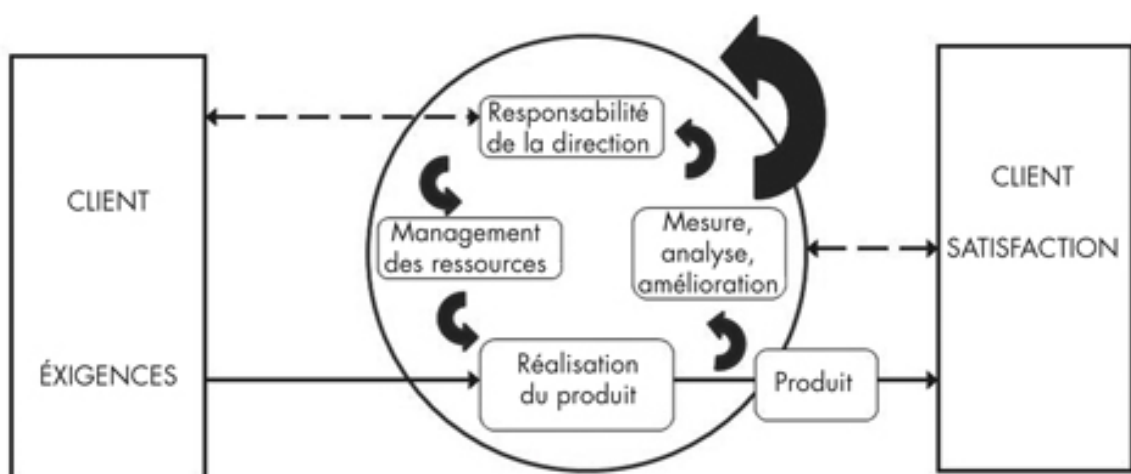 CLIENT
ÉXIGENCES
Responsabilité
de la direction
Management
des ressources
Réalisation
du produit
Mesure,
analyse,
amélioration
Produit
CLIENT
SATISFACTION